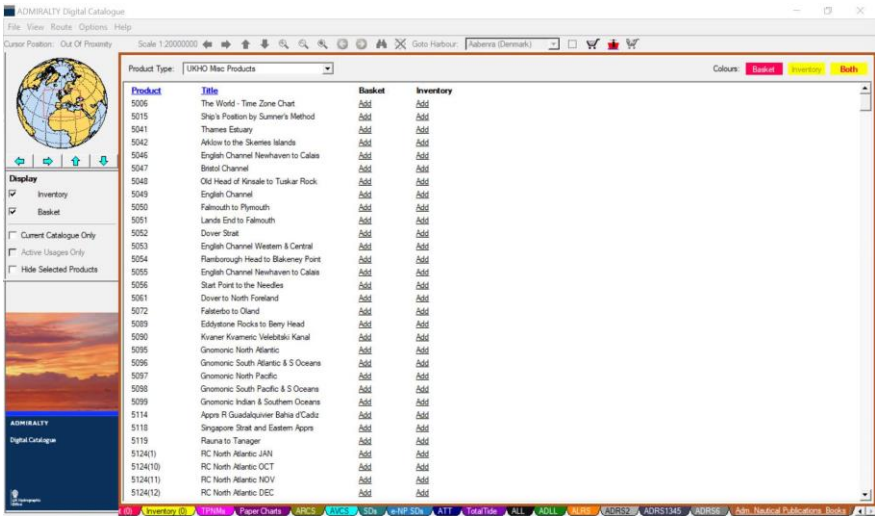 ADMIRALTY Digital Catalogue
File View Route Options Help
Cursor Position: Out Of Proximity Scale 1:20000000 Goto Harbour: Aabenra (Denmark)
Product Type: UKHO Misc Products Colours: Basket Inventory Both
Product Title Basket Inventory
5006 The World - Time Zone Chart Add Add
5015 Ship's Position by Sumner's Method Add Add
5041 Thames Estuary Add Add
5042 Arklow to the Skerries Islands Add Add
5046 English Channel Newhaven to Calais Add Add
5047 Bristol Channel Add Add
5048 Old Head of Kinsale to Tuskar Rock Add Add
5049 English Channel Add Add
5050 Falmouth to Plymouth Add Add
5051 Lands End to Falmouth Add Add
5052 Dover Strait Add Add
5053 English Channel Western & Central Add Add
5054 Flamborough Head to Blakeney Point Add Add
5055 English Channel Newhaven to Calais Add Add
5056 Start Point to the Needles Add Add
5061 Dover to North Foreland Add Add
5072 Falsterbo to Oland Add Add
5089 Eddystone Rocks to Berry Head Add Add
5090 Kvaner Kvarneric Velebitski Kanal Add Add
5095 Gnomonic North Atlantic Add Add
5096 Gnomonic South Atlantic & S Oceans Add Add
5097 Gnomonic North Pacific Add Add
5098 Gnomonic South Pacific & S Oceans Add Add
5099 Gnomonic Indian & Southern Oceans Add Add
5114 Apprs R Guadalquivier Bahia d'Cadiz Add Add
5118 Singapore Strait and Eastern Apprs Add Add
5119 Rauna to Tanager Add Add
5124(1) RC North Atlantic JAN Add Add
5124(10) RC North Atlantic OCT Add Add
5124(11) RC North Atlantic NOV Add Add
5124(12) RC North Atlantic DEC Add Add
Display
Inventory
Basket
Current Catalogue Only
Active Usages Only
Hide Selected Products
ADMIRALTY
Digital Catalogue
(0) Inventory (0) TPNMs Paper Charts ARCS AVCS SDs e-NP SDs ATT TotalTide ALL ADLL ALRS ADRS2 ADRS1345 ADRS6 Adm. Nautical Publications Books